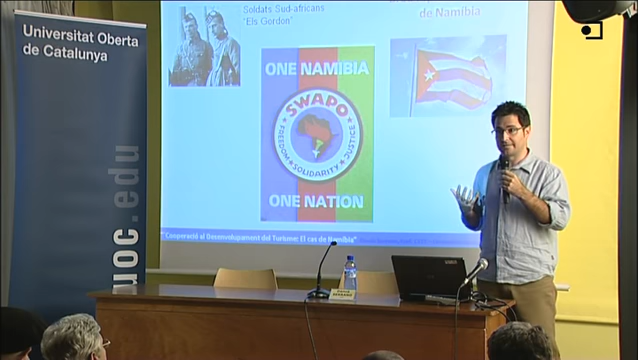 Universitat Oberta
de Catalunya
uoc.edu
Soldats Sud-africans
'Els Gordon'
de Namíbia
ONE NAMIBIA
SWAPO
FREEDOM ★ SOLIDARITY ★ JUSTICE
ONE NATION
"Cooperació al Desenvolupament del Turisme: El cas de Namíbia"